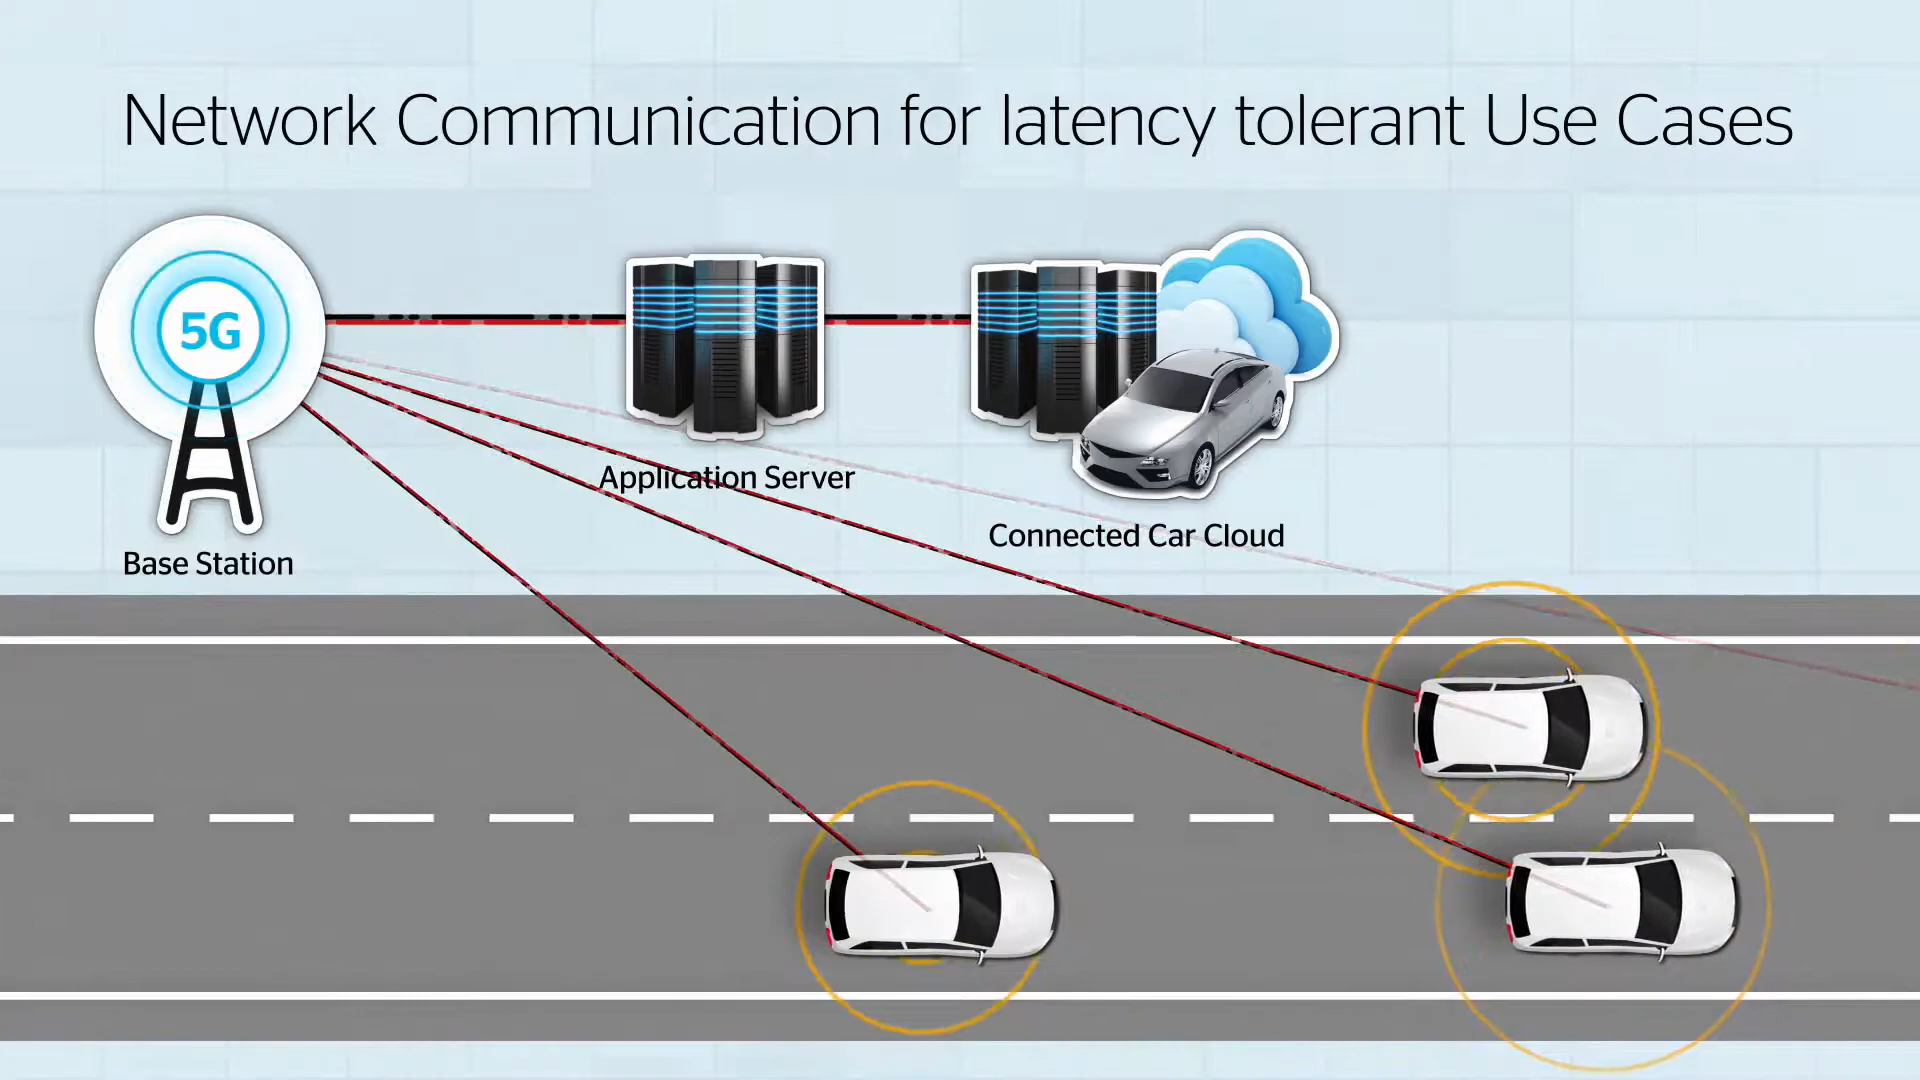 Network Communication for latency tolerant Use Cases
5G
Application Server
Connected Car Cloud
Base Station